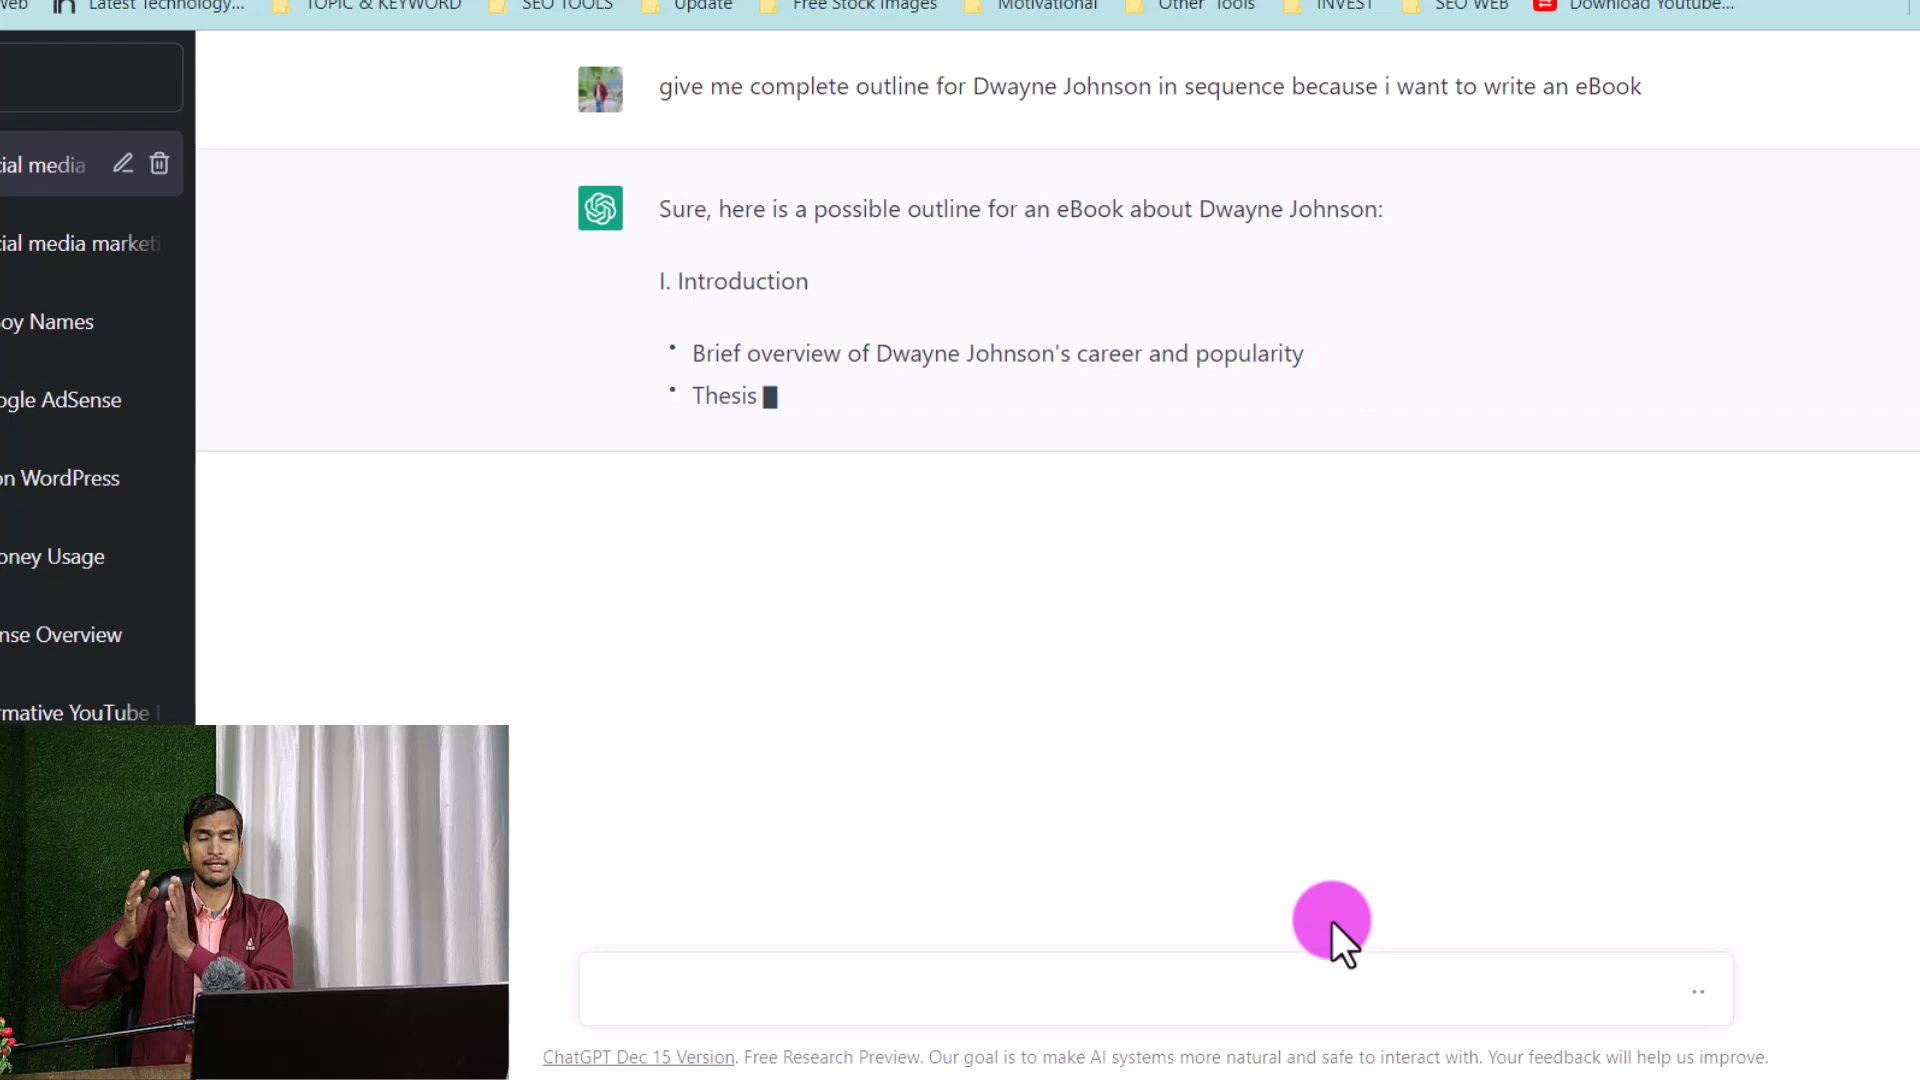 Latest Technology...
TOPIC & KEYWORD
SEO TOOLS
Update
Free Stock Images
Motivational
Other Tools
INVEST
SEO WEB
Download Youtube...
give me complete outline for Dwayne Johnson in sequence because i want to write an eBook
cial media
Sure, here is a possible outline for an eBook about Dwayne Johnson:
cial media marketi
I. Introduction
oy Names
• Brief overview of Dwayne Johnson's career and popularity
• Thesis
ogle AdSense
on WordPress
oney Usage
nse Overview
rmative YouTube
ChatGPT Dec 15 Version. Free Research Preview. Our goal is to make AI systems more natural and safe to interact with. Your feedback will help us improve.